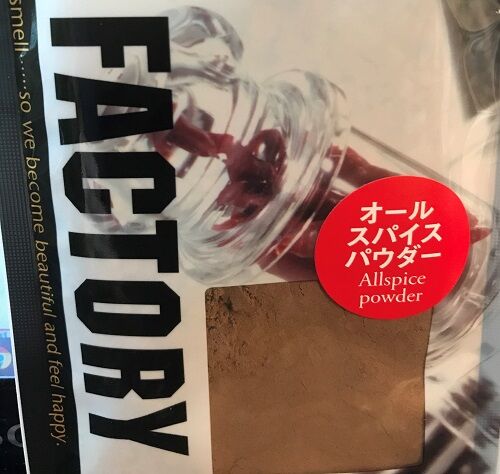 smell......so we become beautiful and feel happy.
FACTORY
オール
スパイス
パウダー
Allspice
powder